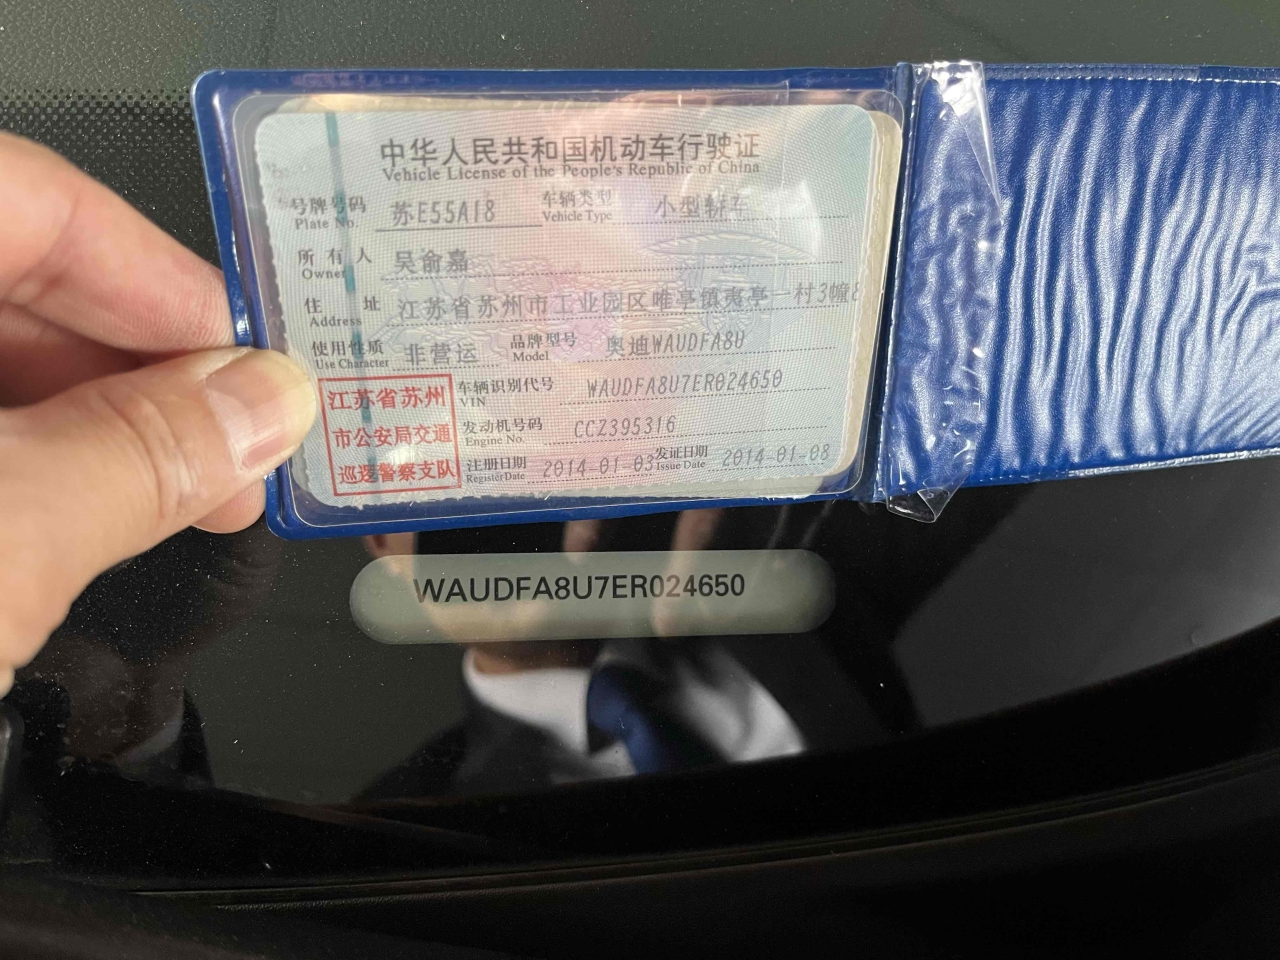 中华人民共和国机动车行驶证
Vehicle License of the People's Republic of China
号牌号码 苏E55A18 车辆类型 小型轿车
Plate No. Vehicle Type
所有人 吴俞嘉
Owner
住址 江苏省苏州市工业园区唯亭镇夷亭一村3幢8
Address
使用性质 非营运 品牌型号 奥迪WAUDFA8U
Use Character Model
江苏省苏州
市公安局交通
巡逻警察支队
车辆识别代号 WAUDFA8U7ER024650
VIN
发动机号码 CCZ395316
Engine No.
注册日期 2014-01-03 发证日期 2014-01-08
Register Date Issue Date
WAUDFA8U7ER024650